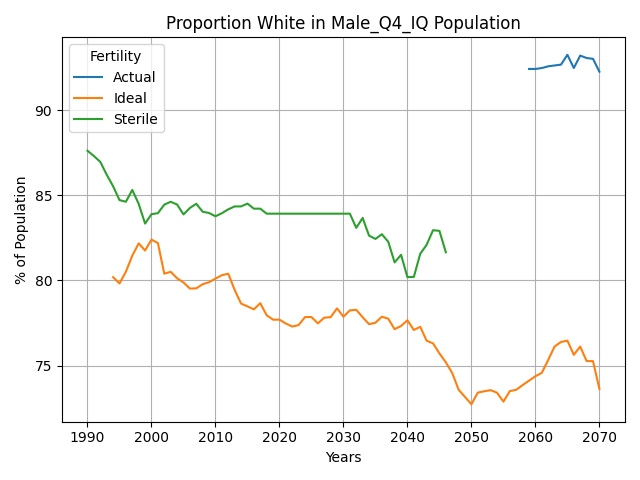 Proportion White in Male_Q4_IQ Population
Fertility
Actual
Ideal
Sterile
% of Population
90
85
80
75
1990 2000 2010 2020 2030 2040 2050 2060 2070
Years